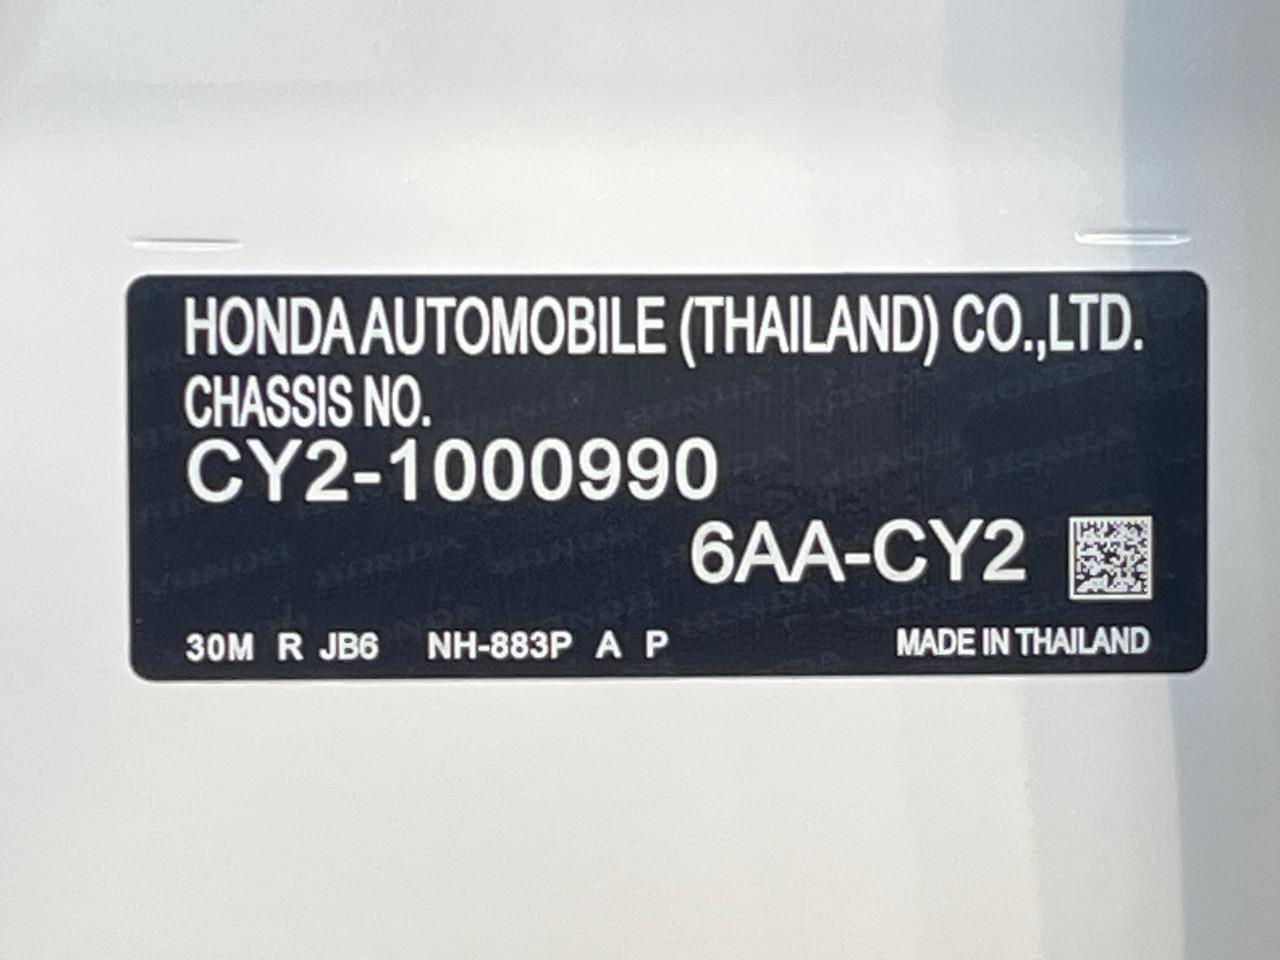 HONDA AUTOMOBILE (THAILAND) CO.,LTD.
CHASSIS NO.
CY2-1000990
6AA-CY2
30M R JB6 NH-883P A P MADE IN THAILAND